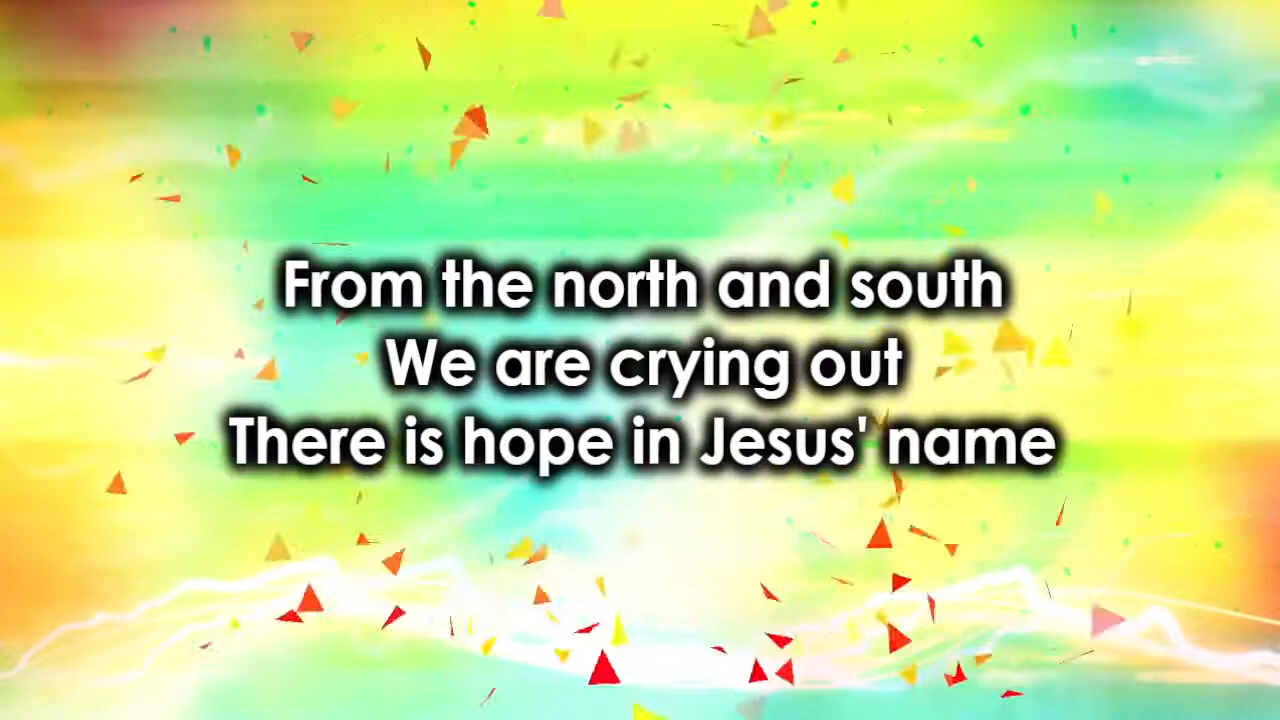 From the north and south
We are crying out
There is hope in Jesus' name